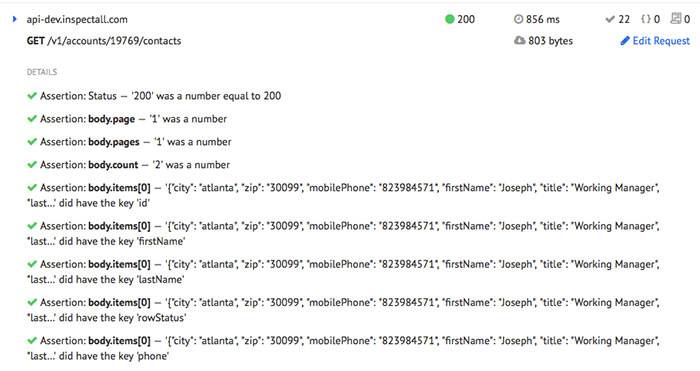 api-dev.inspectall.com 200 856 ms 22 {} 0 0
GET /v1/accounts/19769/contacts 803 bytes Edit Request
DETAILS
Assertion: Status — '200' was a number equal to 200
Assertion: body.page — '1' was a number
Assertion: body.pages — '1' was a number
Assertion: body.count — '2' was a number
Assertion: body.items[0] — '{"city": "atlanta", "zip": "30099", "mobilePhone": "823984571", "firstName": "Joseph", "title": "Working Manager",
"last...' did have the key 'id'
Assertion: body.items[0] — '{"city": "atlanta", "zip": "30099", "mobilePhone": "823984571", "firstName": "Joseph", "title": "Working Manager",
"last...' did have the key 'firstName'
Assertion: body.items[0] — '{"city": "atlanta", "zip": "30099", "mobilePhone": "823984571", "firstName": "Joseph", "title": "Working Manager",
"last...' did have the key 'lastName'
Assertion: body.items[0] — '{"city": "atlanta", "zip": "30099", "mobilePhone": "823984571", "firstName": "Joseph", "title": "Working Manager",
"last...' did have the key 'rowStatus'
Assertion: body.items[0] — '{"city": "atlanta", "zip": "30099", "mobilePhone": "823984571", "firstName": "Joseph", "title": "Working Manager",
"last...' did have the key 'phone'